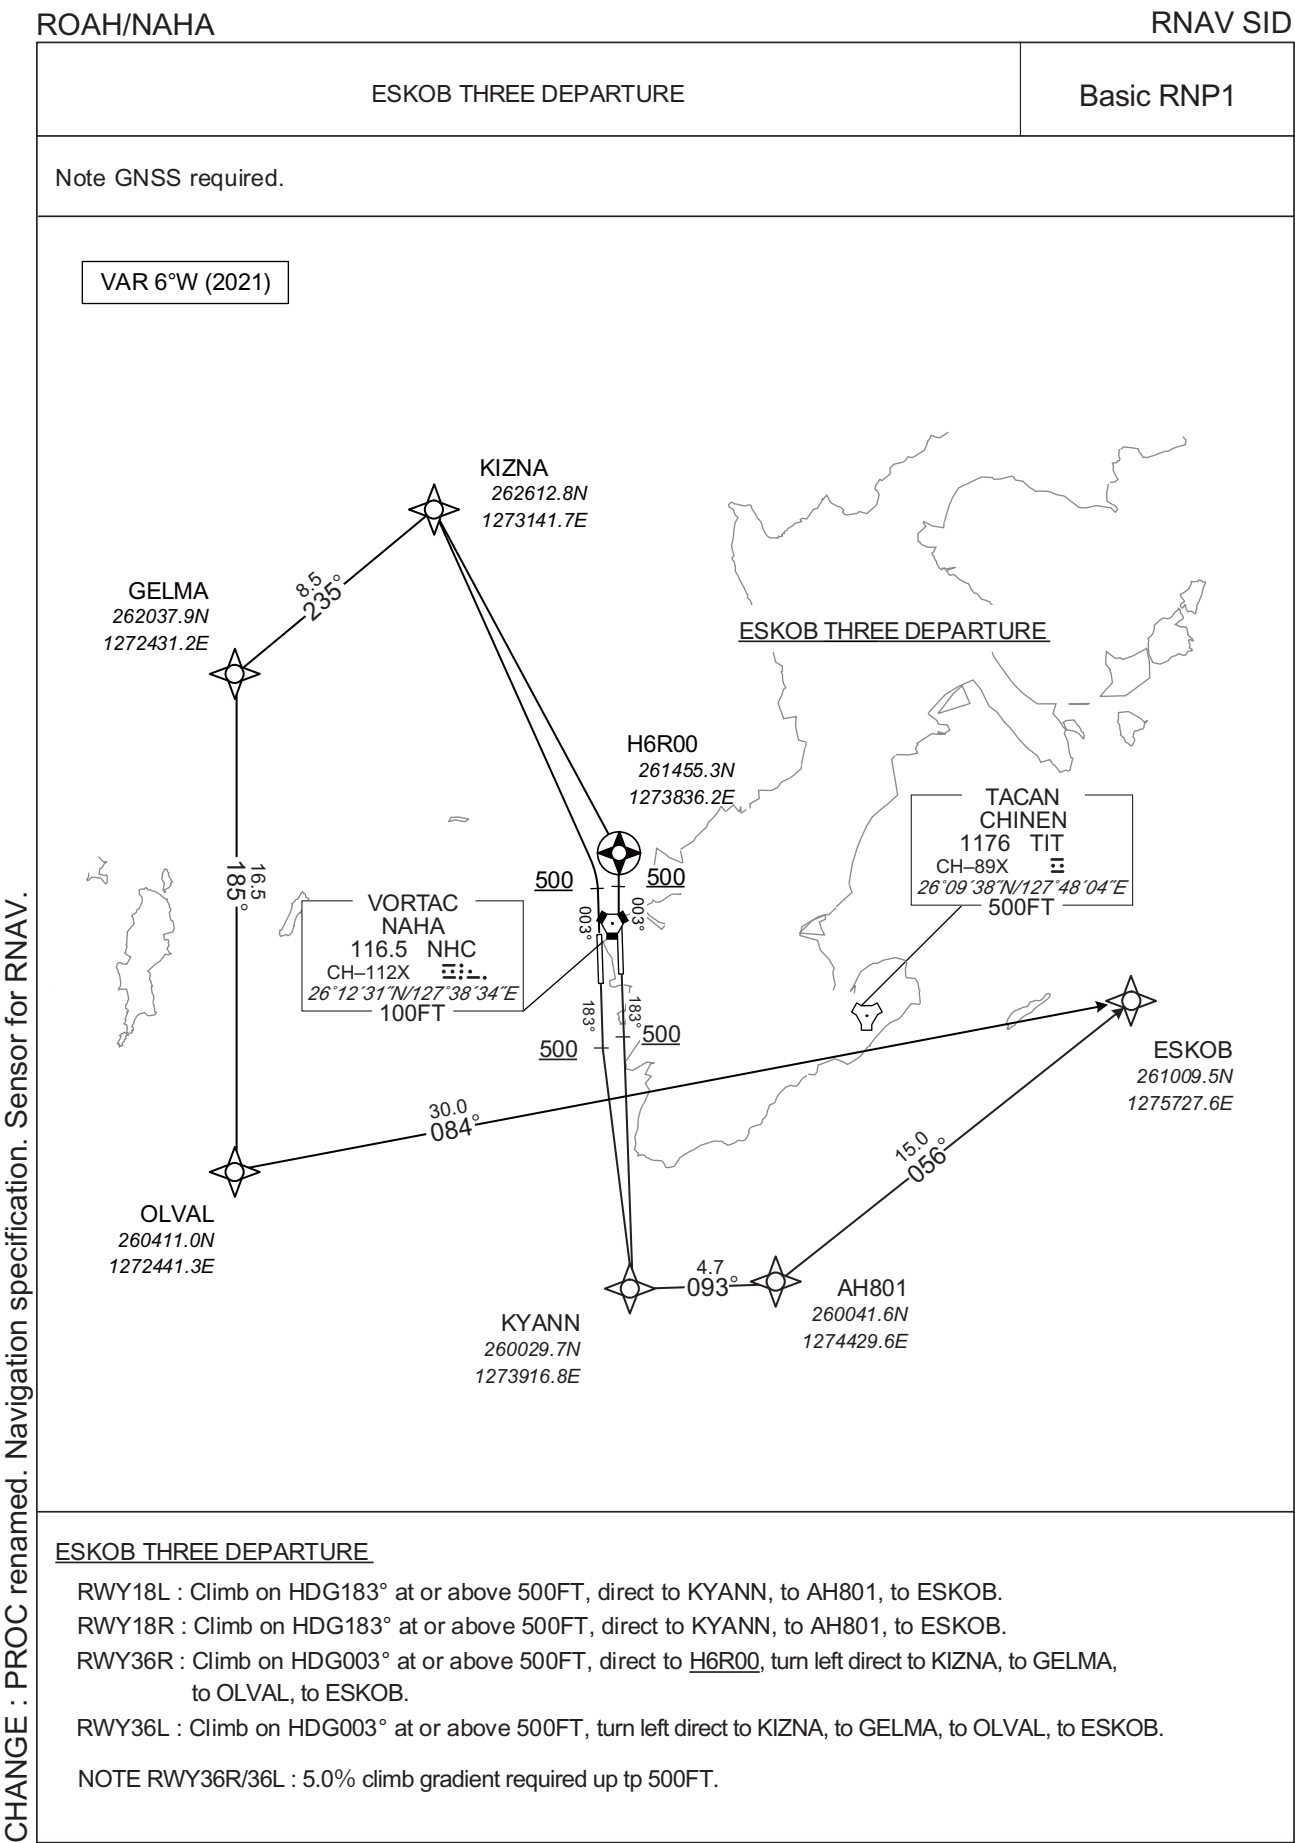 ROAH/NAHA
RNAV SID
ESKOB THREE DEPARTURE
Basic RNP1
Note GNSS required.
VAR 6°W (2021)
KIZNA
262612.8N
1273141.7E
GELMA
262037.9N
1272431.2E
8.5
235°
ESKOB THREE DEPARTURE
H6R00
261455.3N
1273836.2E
TACAN
CHINEN
1176 TIT
CH–89X
26°09´38˝N/127°48´04˝E
500FT
16.5
185°
500
500
003°
003°
VORTAC
NAHA
116.5 NHC
CH–112X
26°12´31˝N/127°38´34˝E
100FT
183°
183°
500
500
ESKOB
261009.5N
1275727.6E
30.0
084°
15.0
056°
OLVAL
260411.0N
1272441.3E
4.7
093°
AH801
260041.6N
1274429.6E
KYANN
260029.7N
1273916.8E
ESKOB THREE DEPARTURE
RWY18L : Climb on HDG183° at or above 500FT, direct to KYANN, to AH801, to ESKOB.
RWY18R : Climb on HDG183° at or above 500FT, direct to KYANN, to AH801, to ESKOB.
RWY36R : Climb on HDG003° at or above 500FT, direct to H6R00, turn left direct to KIZNA, to GELMA,
to OLVAL, to ESKOB.
RWY36L : Climb on HDG003° at or above 500FT, turn left direct to KIZNA, to GELMA, to OLVAL, to ESKOB.
NOTE RWY36R/36L : 5.0% climb gradient required up tp 500FT.
CHANGE : PROC renamed. Navigation specification. Sensor for RNAV.